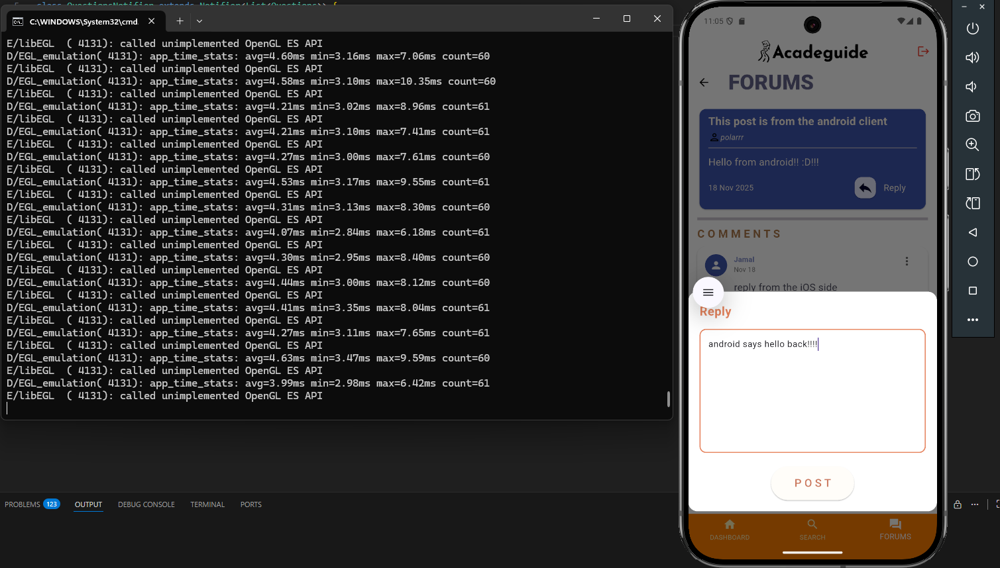 5 class QuestionsNotifier extends Notifier<List<Questions>> {
C:\WINDOWS\System32\cmd.
E/libEGL  ( 4131): called unimplemented OpenGL ES API
D/EGL_emulation( 4131): app_time_stats: avg=4.60ms min=3.16ms max=7.06ms count=60
E/libEGL  ( 4131): called unimplemented OpenGL ES API
D/EGL_emulation( 4131): app_time_stats: avg=4.58ms min=3.10ms max=10.35ms count=60
E/libEGL  ( 4131): called unimplemented OpenGL ES API
D/EGL_emulation( 4131): app_time_stats: avg=4.21ms min=3.02ms max=8.96ms count=61
E/libEGL  ( 4131): called unimplemented OpenGL ES API
D/EGL_emulation( 4131): app_time_stats: avg=4.21ms min=3.10ms max=7.41ms count=61
E/libEGL  ( 4131): called unimplemented OpenGL ES API
D/EGL_emulation( 4131): app_time_stats: avg=4.27ms min=3.00ms max=7.61ms count=60
E/libEGL  ( 4131): called unimplemented OpenGL ES API
D/EGL_emulation( 4131): app_time_stats: avg=4.53ms min=3.17ms max=9.55ms count=61
E/libEGL  ( 4131): called unimplemented OpenGL ES API
D/EGL_emulation( 4131): app_time_stats: avg=4.31ms min=3.13ms max=8.30ms count=60
E/libEGL  ( 4131): called unimplemented OpenGL ES API
D/EGL_emulation( 4131): app_time_stats: avg=4.07ms min=2.84ms max=6.18ms count=61
E/libEGL  ( 4131): called unimplemented OpenGL ES API
D/EGL_emulation( 4131): app_time_stats: avg=4.30ms min=2.95ms max=8.40ms count=60
E/libEGL  ( 4131): called unimplemented OpenGL ES API
D/EGL_emulation( 4131): app_time_stats: avg=4.44ms min=3.00ms max=8.12ms count=60
E/libEGL  ( 4131): called unimplemented OpenGL ES API
D/EGL_emulation( 4131): app_time_stats: avg=4.41ms min=3.35ms max=8.04ms count=61
E/libEGL  ( 4131): called unimplemented OpenGL ES API
D/EGL_emulation( 4131): app_time_stats: avg=4.27ms min=3.11ms max=7.65ms count=61
E/libEGL  ( 4131): called unimplemented OpenGL ES API
D/EGL_emulation( 4131): app_time_stats: avg=4.63ms min=3.47ms max=9.59ms count=60
E/libEGL  ( 4131): called unimplemented OpenGL ES API
D/EGL_emulation( 4131): app_time_stats: avg=3.99ms min=2.98ms max=6.42ms count=61
E/libEGL  ( 4131): called unimplemented OpenGL ES API
PROBLEMS 123 OUTPUT DEBUG CONSOLE TERMINAL PORTS
11:05
Acadeguide
FORUMS
This post is from the android client
polarrr
Hello from android!! :D!!!
18 Nov 2025 Reply
COMMENTS
Jamal
Nov 18
reply from the iOS side
Reply
android says hello back!!!!
POST
DASHBOARD SEARCH FORUMS